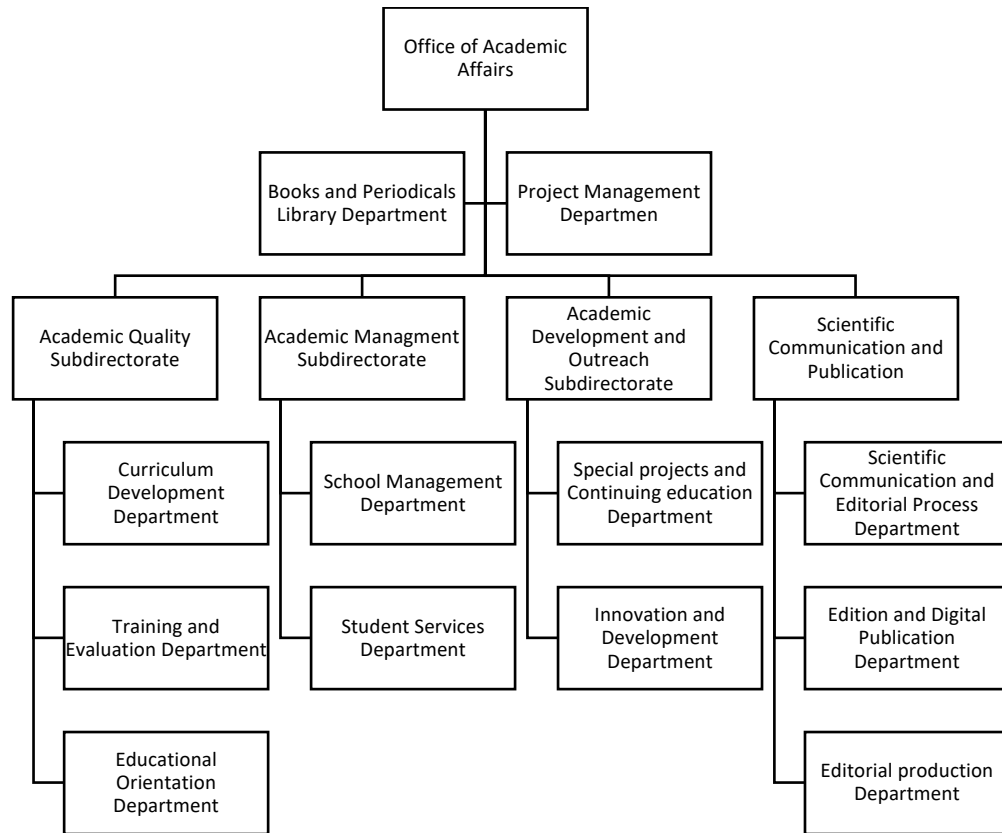 Office of Academic
Affairs
Books and Periodicals
Library Department
Project Management
Departmen
Academic Quality
Subdirectorate
Academic Managment
Subdirectorate
Academic
Development and
Outreach
Subdirectorate
Scientific
Communication and
Publication
Curriculum
Development
Department
School Management
Department
Special projects and
Continuing education
Department
Scientific
Communication and
Editorial Process
Department
Training and
Evaluation Department
Student Services
Department
Innovation and
Development
Department
Edition and Digital
Publication
Department
Educational
Orientation
Department
Editorial production
Department